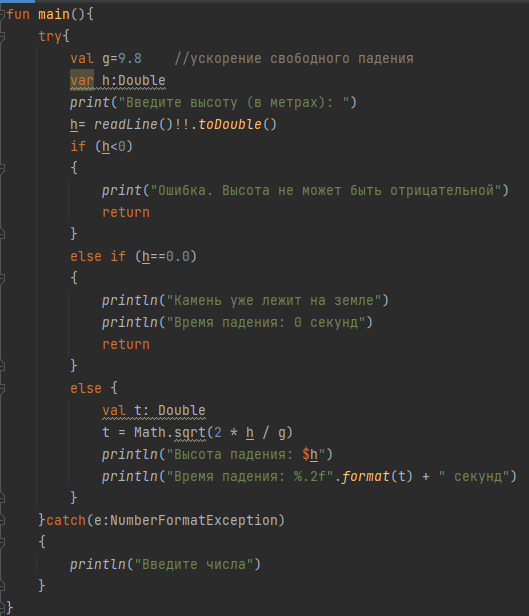 fun main(){
try{
val g=9.8 //ускорение свободного падения
var h:Double
print("Введите высоту (в метрах): ")
h= readLine()!!.toDouble()
if (h<0)
{
print("Ошибка. Высота не может быть отрицательной")
return
}
else if (h==0.0)
{
println("Камень уже лежит на земле")
println("Время падения: 0 секунд")
return
}
else {
val t: Double
t = Math.sqrt(2 * h / g)
println("Высота падения: $h")
println("Время падения: %.2f".format(t) + " секунд")
}
}catch(e:NumberFormatException)
{
println("Введите числа")
}
}